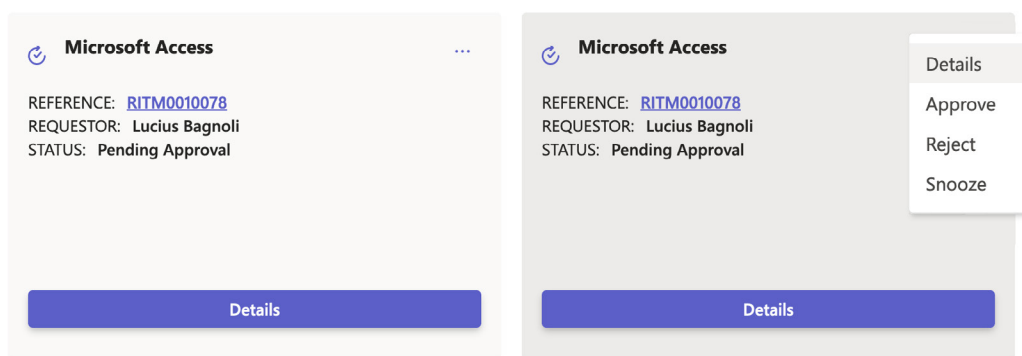 Microsoft Access
...
REFERENCE: RITM0010078
REQUESTOR: Lucius Bagnoli
STATUS: Pending Approval
Details
Microsoft Access
REFERENCE: RITM0010078
REQUESTOR: Lucius Bagnoli
STATUS: Pending Approval
Details
Details
Approve
Reject
Snooze